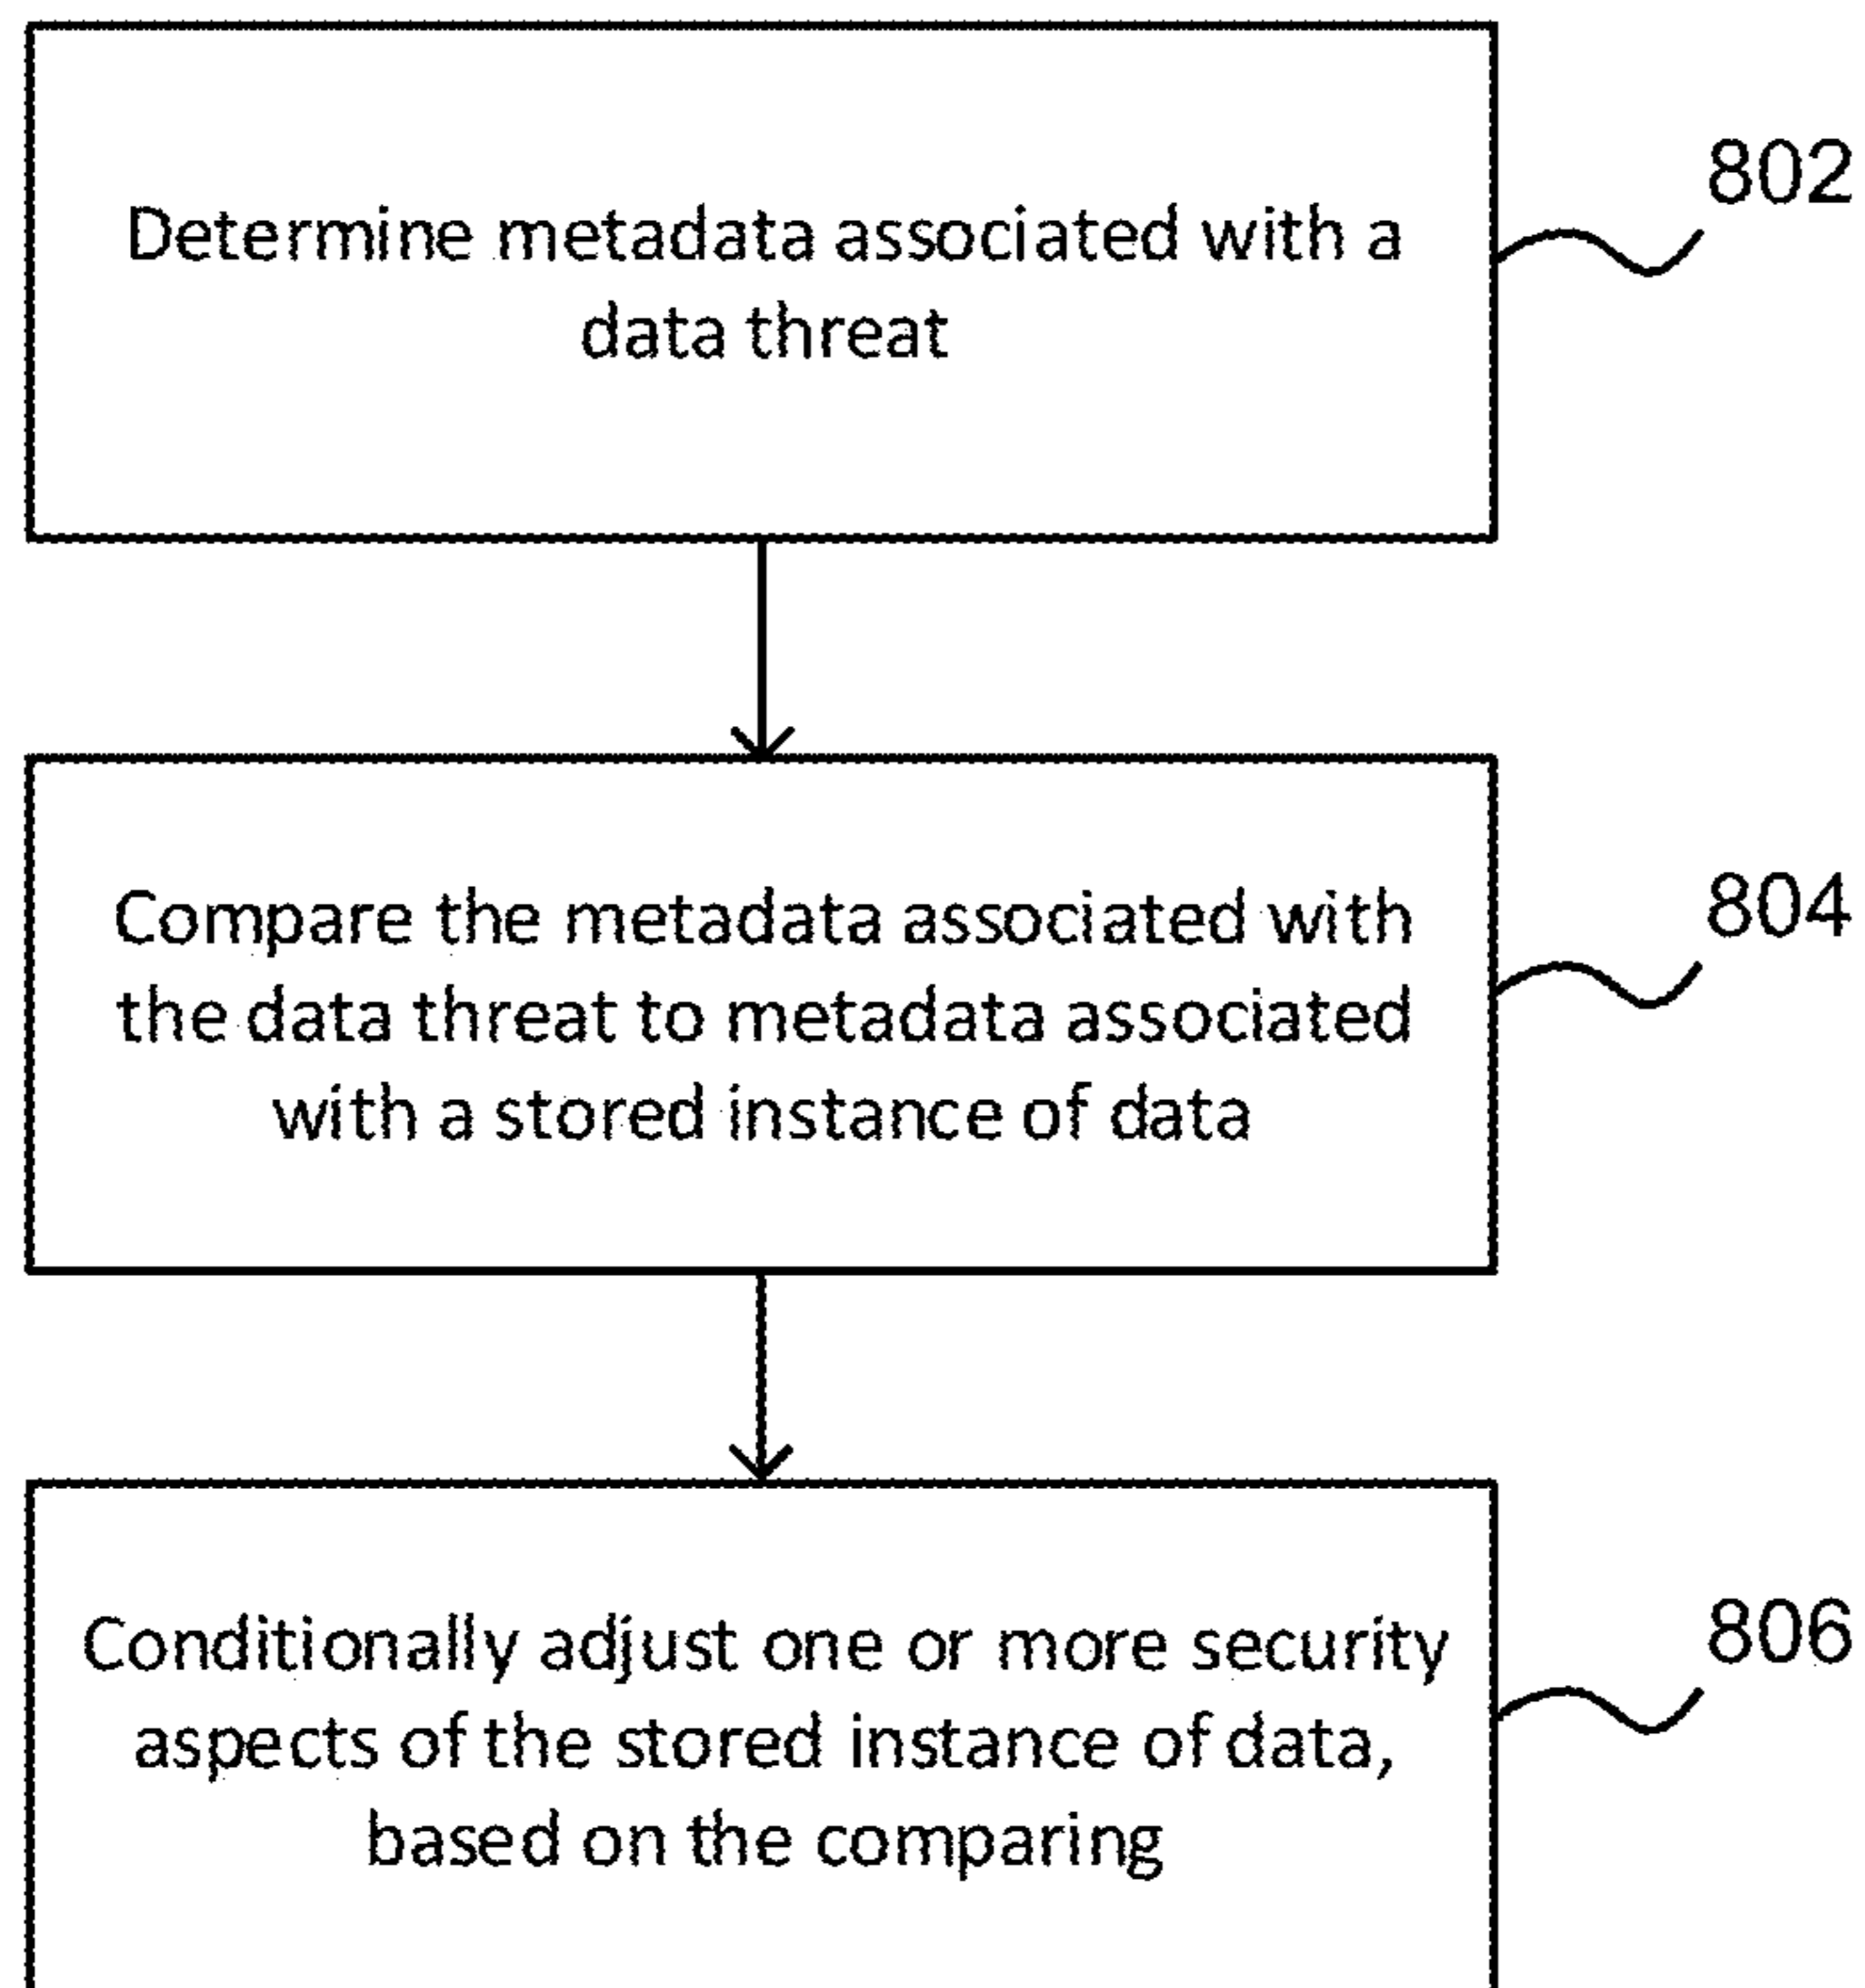 802
Determine metadata associated with a
data threat
804
Compare the metadata associated with
the data threat to metadata associated
with a stored instance of data
806
Conditionally adjust one or more security
aspects of the stored instance of data,
based on the comparing